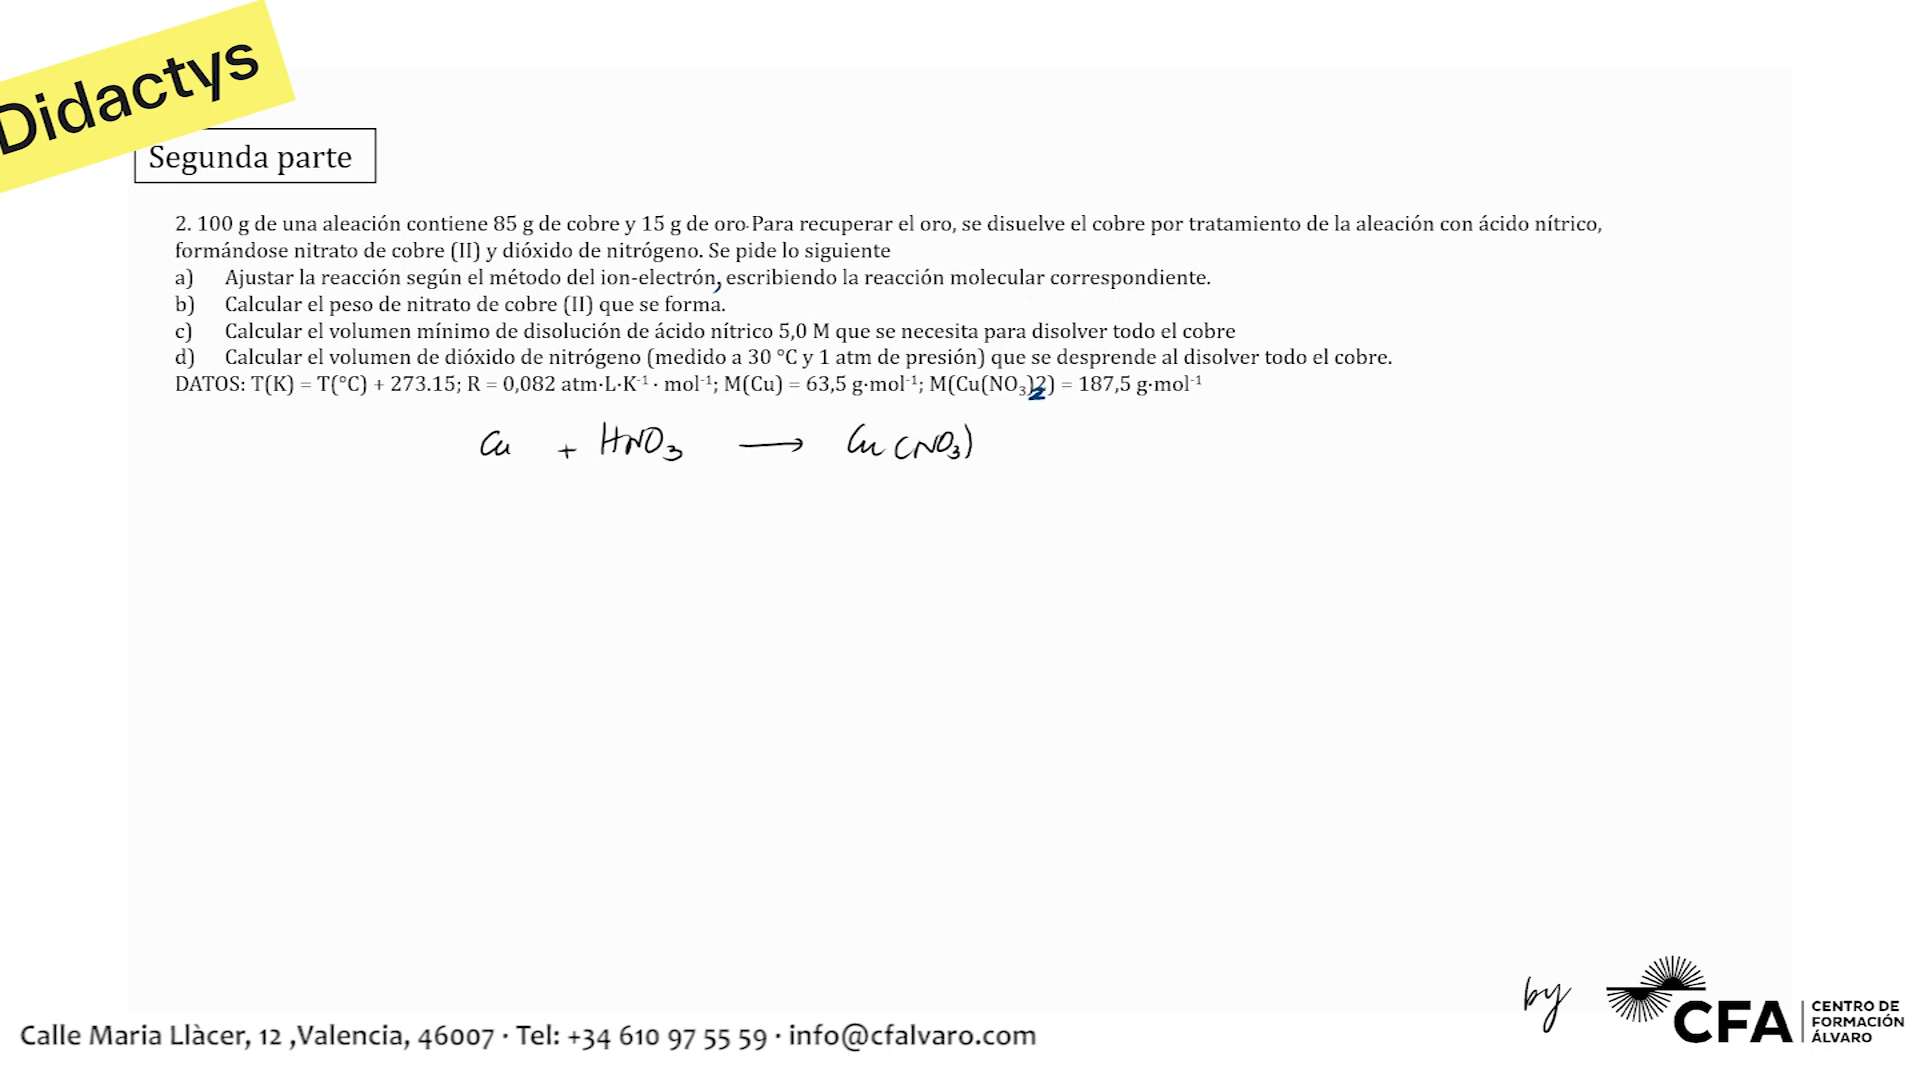 Didactys
Segunda parte
2. 100 g de una aleación contiene 85 g de cobre y 15 g de oro. Para recuperar el oro, se disuelve el cobre por tratamiento de la aleación con ácido nítrico,
formándose nitrato de cobre (II) y dióxido de nitrógeno. Se pide lo siguiente
a) Ajustar la reacción según el método del ion-electrón, escribiendo la reacción molecular correspondiente.
b) Calcular el peso de nitrato de cobre (II) que se forma.
c) Calcular el volumen mínimo de disolución de ácido nítrico 5,0 M que se necesita para disolver todo el cobre
d) Calcular el volumen de dióxido de nitrógeno (medido a 30 °C y 1 atm de presión) que se desprende al disolver todo el cobre.
DATOS: T(K) = T(°C) + 273.15; R = 0,082 atm·L·K⁻¹ · mol⁻¹; M(Cu) = 63,5 g·mol⁻¹; M(Cu(NO₃)2) = 187,5 g·mol⁻¹
Cu + HNO₃ → Cu(NO₃)
by
CFA CENTRO DE
FORMACIÓN
ÁLVARO
Calle Maria Llàcer, 12 ,Valencia, 46007 · Tel: +34 610 97 55 59 · info@cfalvaro.com